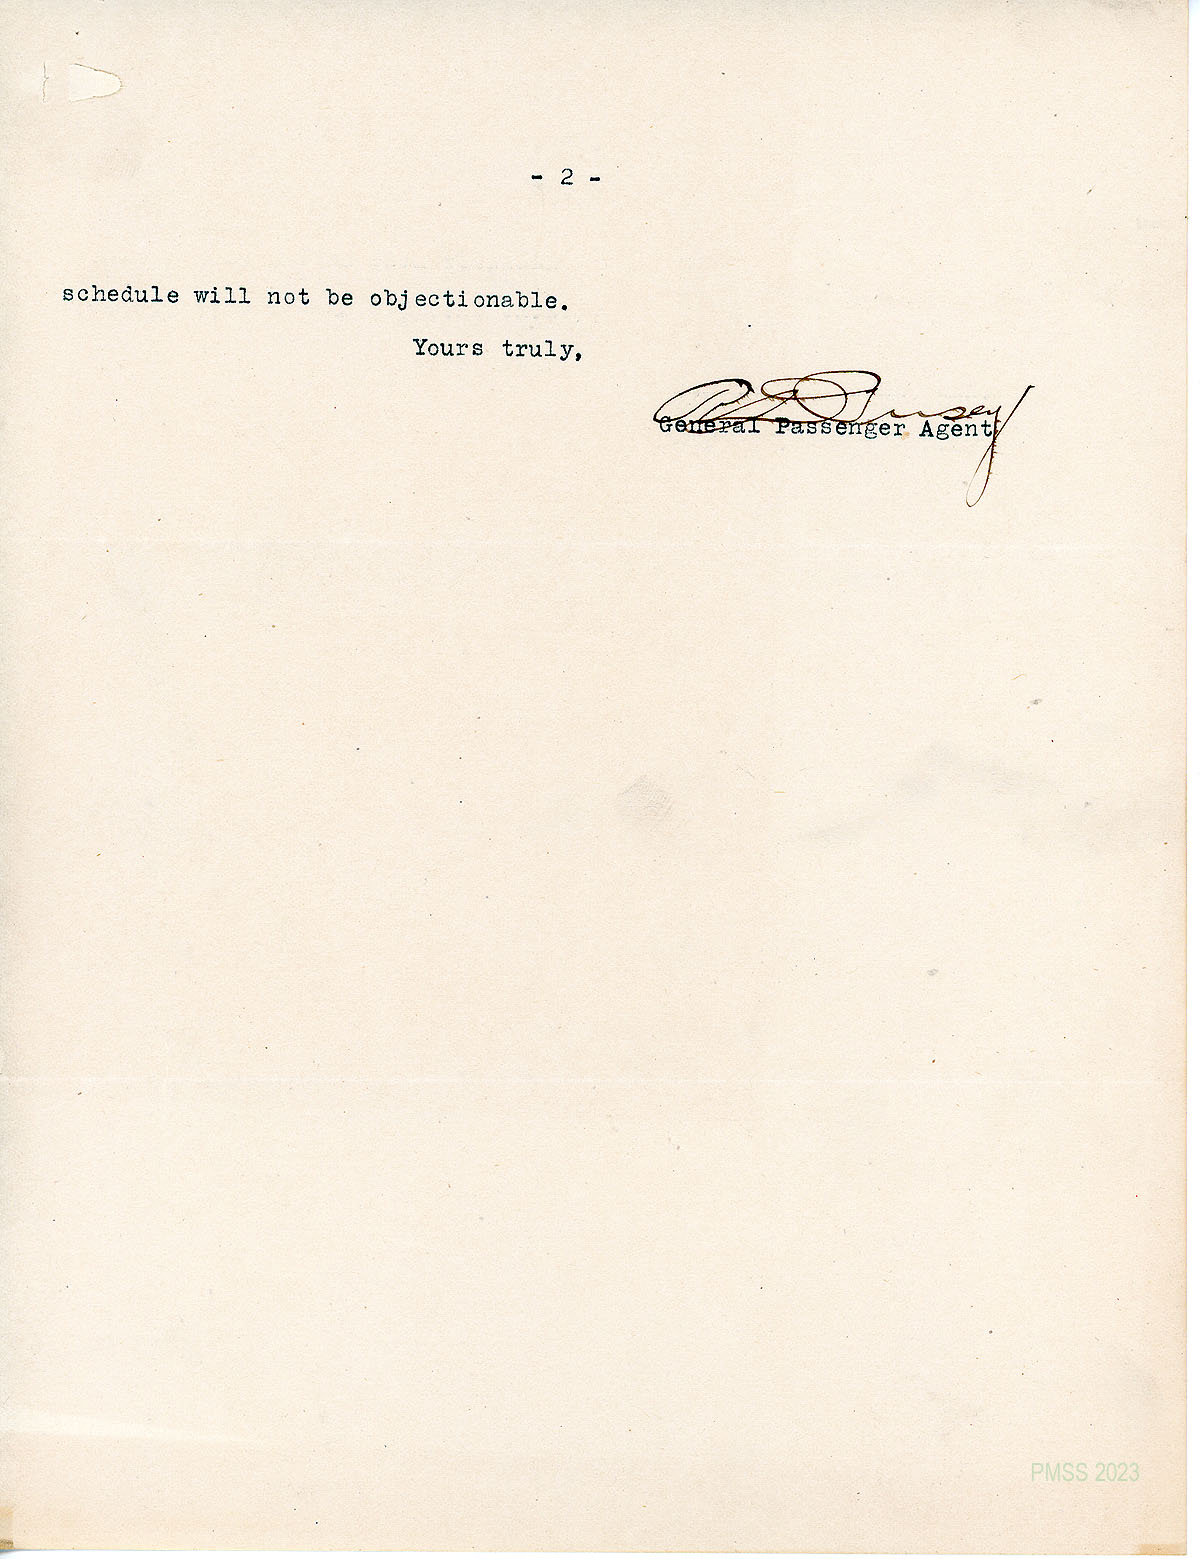 - 2 -
schedule will not be objectionable.
Yours truly,
General Passenger Agent.
PMSS 2023